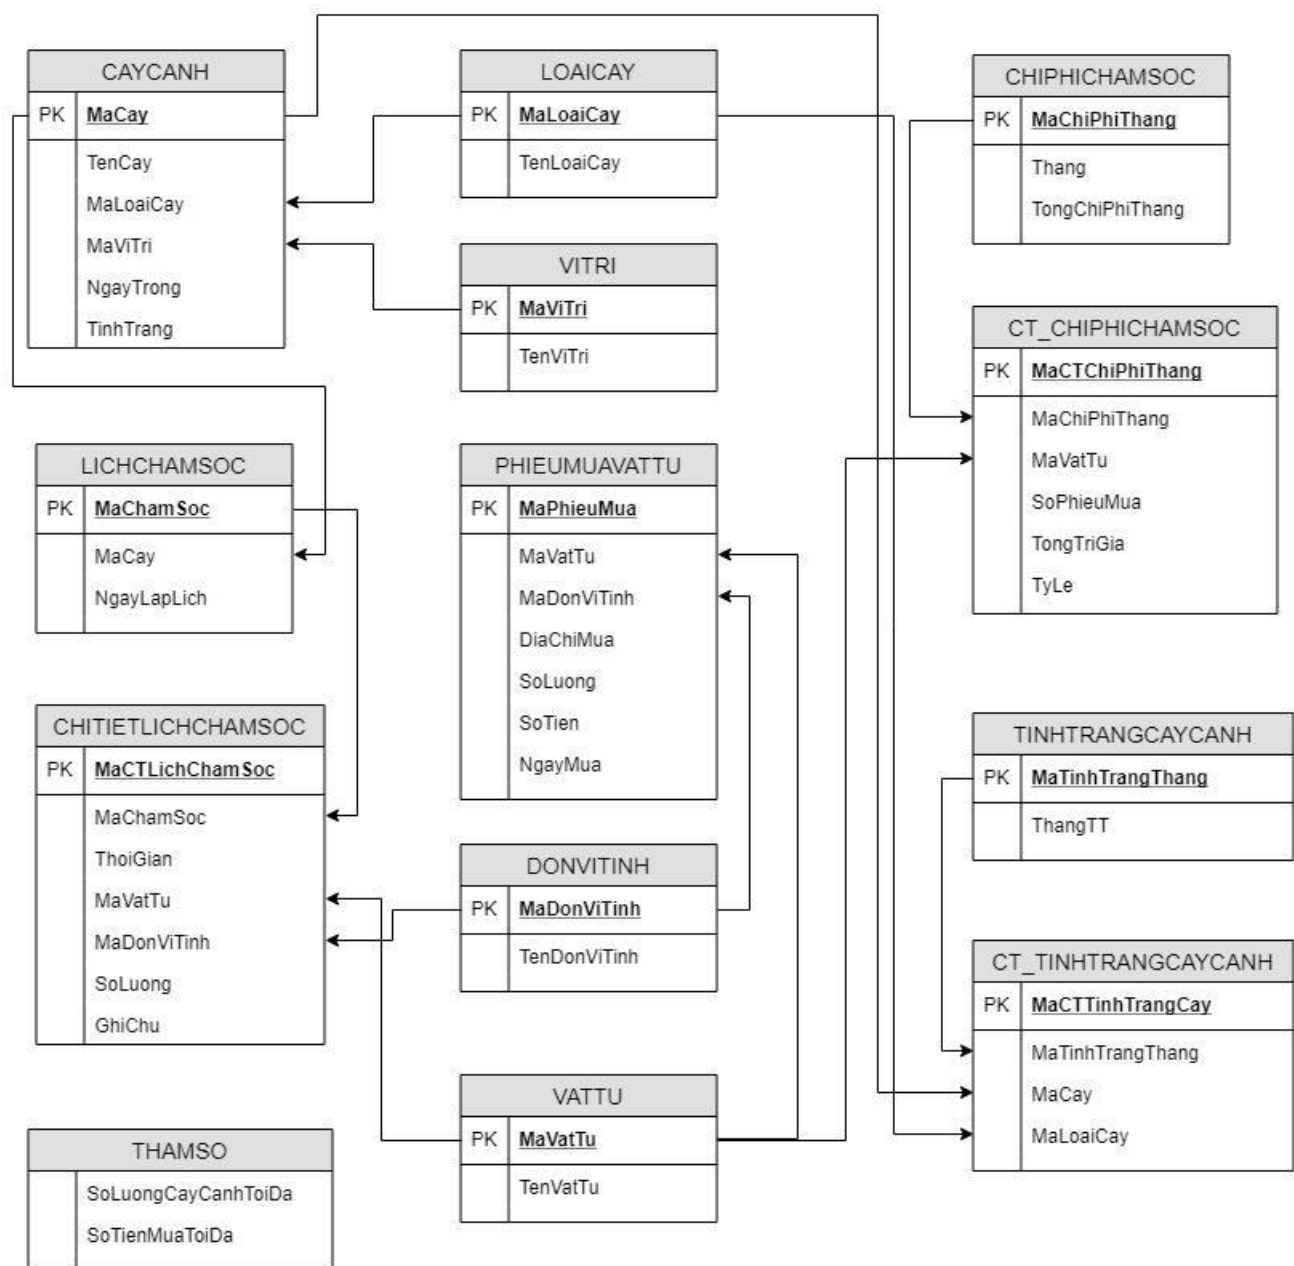 CAYCANH
PK MaCay
TenCay
MaLoaiCay
MaViTri
NgayTrong
TinhTrang
LOAICAY
PK MaLoaiCay
TenLoaiCay
CHIPHICHAMSOC
PK MaChiPhiThang
Thang
TongChiPhiThang
VITRI
PK MaViTri
TenViTri
CT_CHIPHICHAMSOC
PK MaCTChiPhiThang
MaChiPhiThang
MaVatTu
SoPhieuMua
TongTriGia
TyLe
LICHCHAMSOC
PK MaChamSoc
MaCay
NgayLapLich
PHIEUMUAVATTU
PK MaPhieuMua
MaVatTu
MaDonViTinh
DiaChiMua
SoLuong
SoTien
NgayMua
CHITIETLICHCHAMSOC
PK MaCTLichChamSoc
MaChamSoc
ThoiGian
MaVatTu
MaDonViTinh
SoLuong
GhiChu
DONVITINH
PK MaDonViTinh
TenDonViTinh
TINHTRANGCAYCANH
PK MaTinhTrangThang
ThangTT
CT_TINHTRANGCAYCANH
PK MaCTTinhTrangCay
MaTinhTrangThang
MaCay
MaLoaiCay
VATTU
PK MaVatTu
TenVatTu
THAMSO
SoLuongCayCanhToiDa
SoTienMuaToiDa